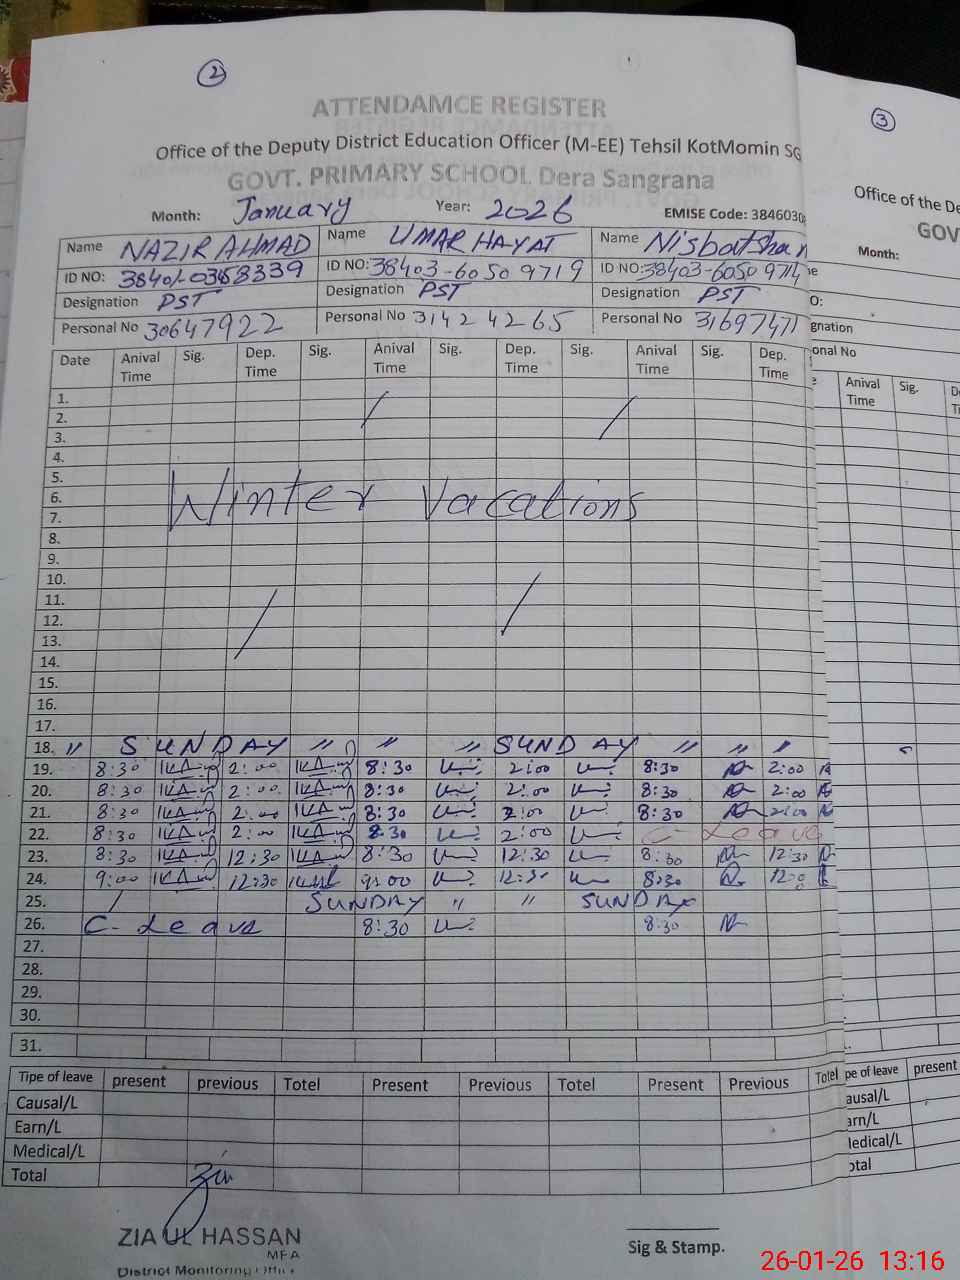 2
ATTENDAMCE REGISTER
Office of the Deputy District Education Officer (M-EE) Tehsil KotMomin SG
GOVT. PRIMARY SCHOOL Dera Sangrana
Month: January Year: 2026 EMISE Code: 3846030
Name NAZIR AHMAD Name UMAR HAYAT Name Nisbat Shan
ID NO: ID NO: 38403-6050 9719 ID NO: 38403-6050 9714
Designation PST Designation PST Designation PST
Personal No 30647922 Personal No 31424265 Personal No 31697471
Date Anival Time Sig. Dep. Time Sig. Anival Time Sig. Dep. Time Sig. Anival Time Sig. Dep. Time
1.
2.
3.
4.
5.
6.
Winter Vacations
7.
8.
9.
10.
11.
12.
13.
14.
15.
16.
17.
18. " SUNDAY " " " SUNDAY " " "
19. 8:30 2:00 8:30 2:00 8:30 2:00
20. 8:30 2:00 8:30 2:00 8:30 2:00
21. 8:30 2:00 8:30 2:00 8:30 2:00
22. 8:30 2:00 8:30 2:00 C- Leave
23. 8:30 12:30 8:30 12:30 8:30 12:30
24. 9:00 12:30 9:00 12:30 8:30
25. SUNDAY " " SUNDAY
26. C- Leave 8:30 8:30
27.
28.
29.
30.
31.
Tipe of leave present previous Totel Present Previous Totel Present Previous Totel
Causal/L
Earn/L
Medical/L
Total
ZIA UL HASSAN
MEA
District Monitoring Offic
Sig & Stamp.
3
Office of the De
GOV
Month:
Anival Time Sig.
pe of leave present
ausal/L
arn/L
ledical/L
otal
26-01-26 13:16